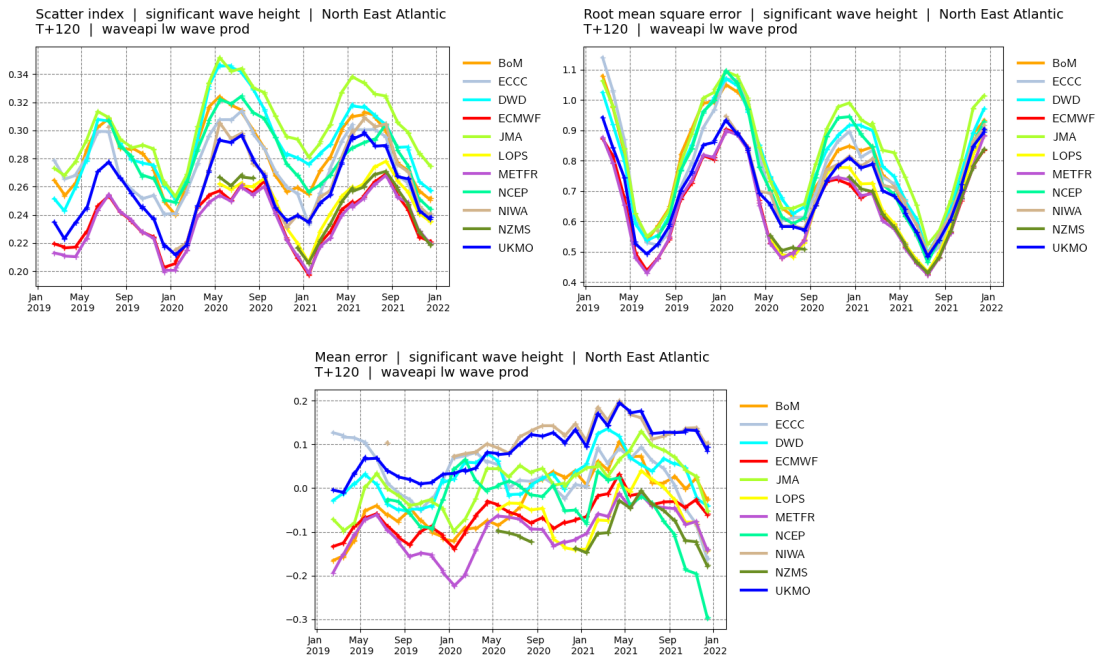 Scatter index | significant wave height | North East Atlantic
T+120 | waveapi lw wave prod
0.34
0.32
0.30
0.28
0.26
0.24
0.22
0.20
Jan 2019
May 2019
Sep 2019
Jan 2020
May 2020
Sep 2020
Jan 2021
May 2021
Sep 2021
Jan 2022
BoM
ECCC
DWD
ECMWF
JMA
LOPS
METFR
NCEP
NIWA
NZMS
UKMO
Root mean square error | significant wave height | North East Atlantic
T+120 | waveapi lw wave prod
1.1
1.0
0.9
0.8
0.7
0.6
0.5
0.4
Jan 2019
May 2019
Sep 2019
Jan 2020
May 2020
Sep 2020
Jan 2021
May 2021
Sep 2021
Jan 2022
BoM
ECCC
DWD
ECMWF
JMA
LOPS
METFR
NCEP
NIWA
NZMS
UKMO
Mean error | significant wave height | North East Atlantic
T+120 | waveapi lw wave prod
0.2
0.1
0.0
−0.1
−0.2
−0.3
Jan 2019
May 2019
Sep 2019
Jan 2020
May 2020
Sep 2020
Jan 2021
May 2021
Sep 2021
Jan 2022
BoM
ECCC
DWD
ECMWF
JMA
LOPS
METFR
NCEP
NIWA
NZMS
UKMO